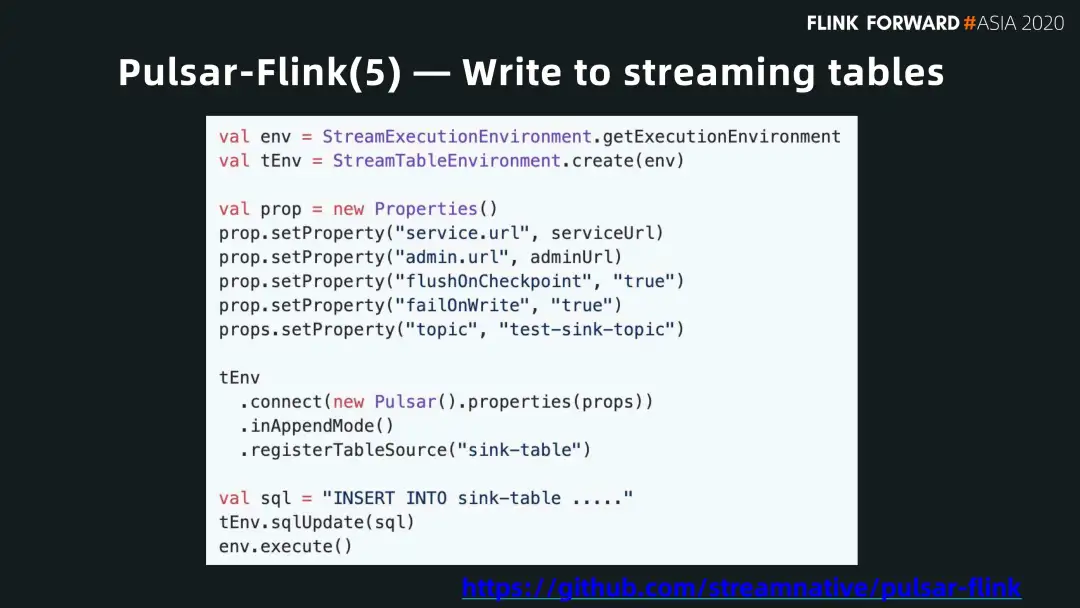 FLINK FORWARD #ASIA 2020
Pulsar-Flink(5) — Write to streaming tables
val env = StreamExecutionEnvironment.getExecutionEnvironment
val tEnv = StreamTableEnvironment.create(env)
val prop = new Properties()
prop.setProperty("service.url", serviceUrl)
prop.setProperty("admin.url", adminUrl)
prop.setProperty("flushOnCheckpoint", "true")
prop.setProperty("failOnWrite", "true")
props.setProperty("topic", "test-sink-topic")
tEnv
  .connect(new Pulsar().properties(props))
  .inAppendMode()
  .registerTableSource("sink-table")
val sql = "INSERT INTO sink-table ....."
tEnv.sqlUpdate(sql)
env.execute()
https://github.com/streamnative/pulsar-flink